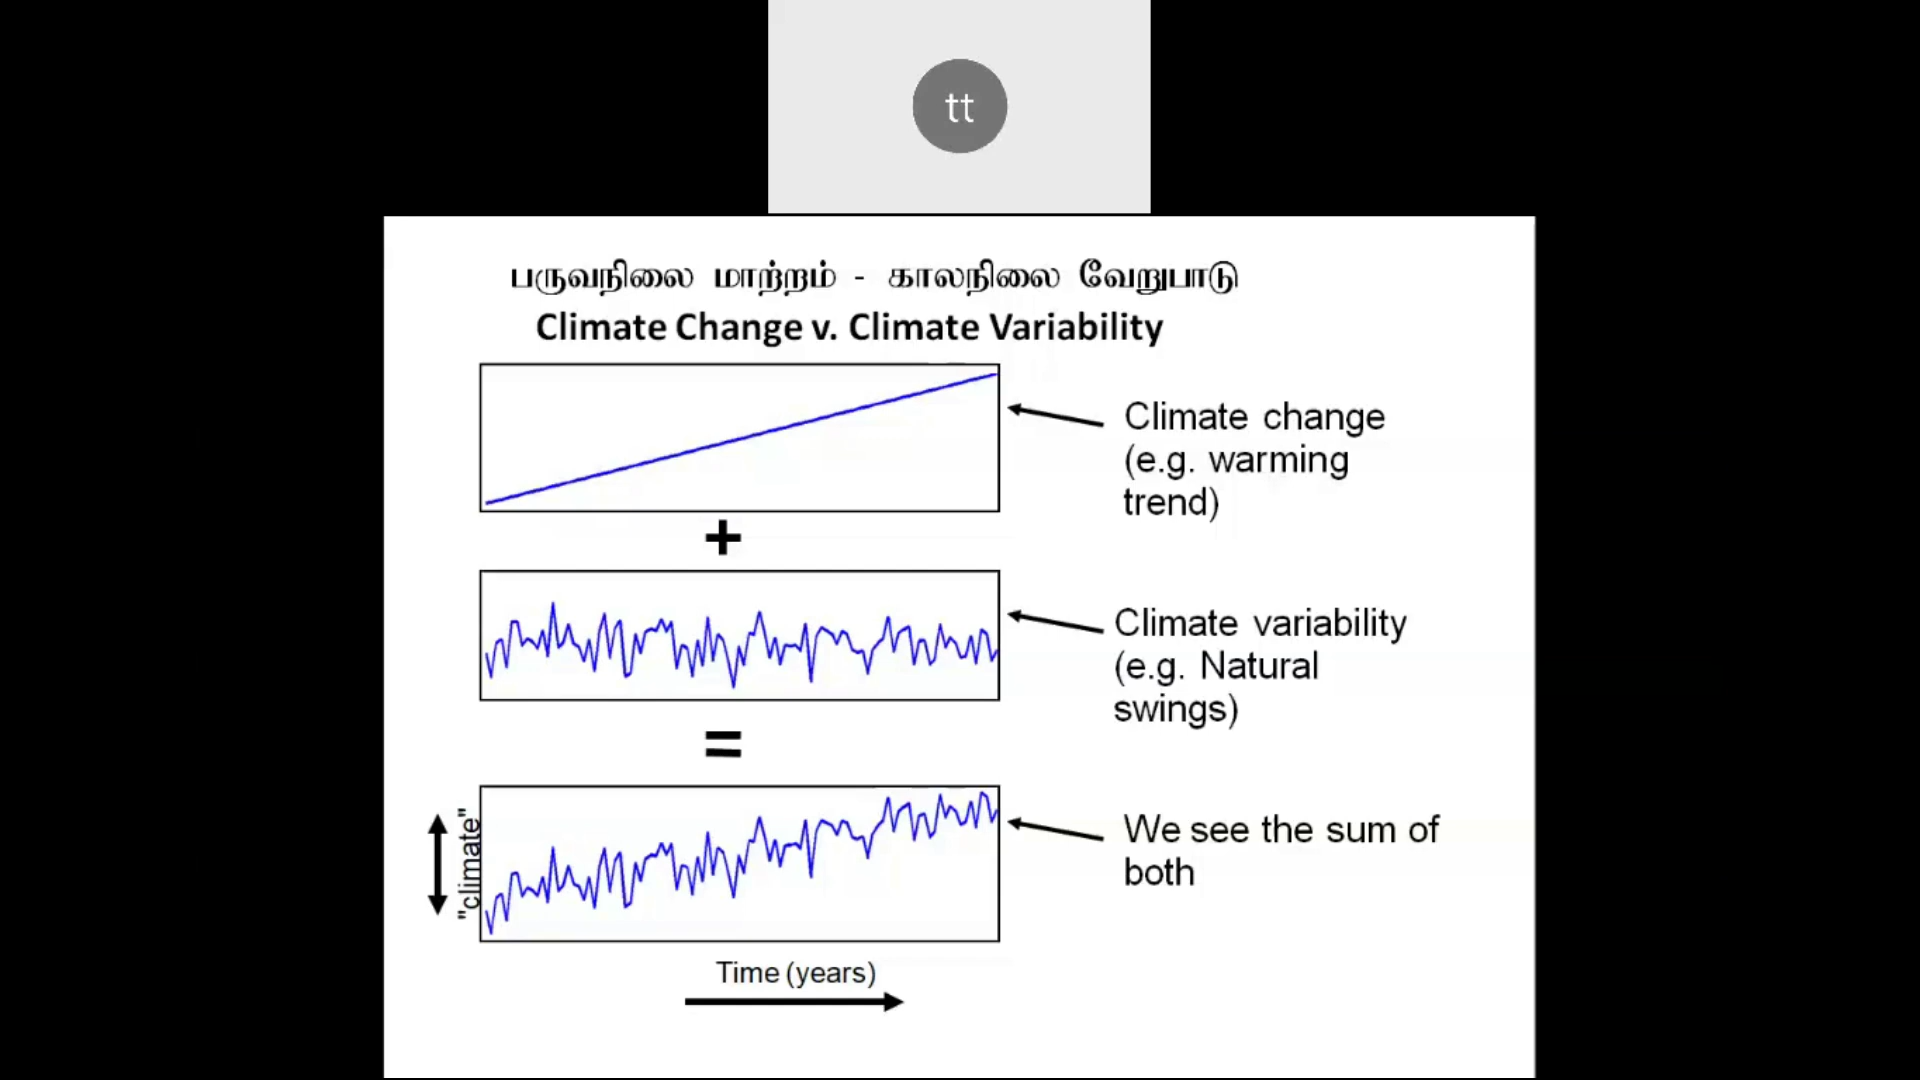 tt
பருவநிலை மாற்றம் - காலநிலை வேறுபாடு
Climate Change v. Climate Variability
Climate change
(e.g. warming
trend)
+
Climate variability
(e.g. Natural
swings)
=
"climate"
We see the sum of
both
Time (years)